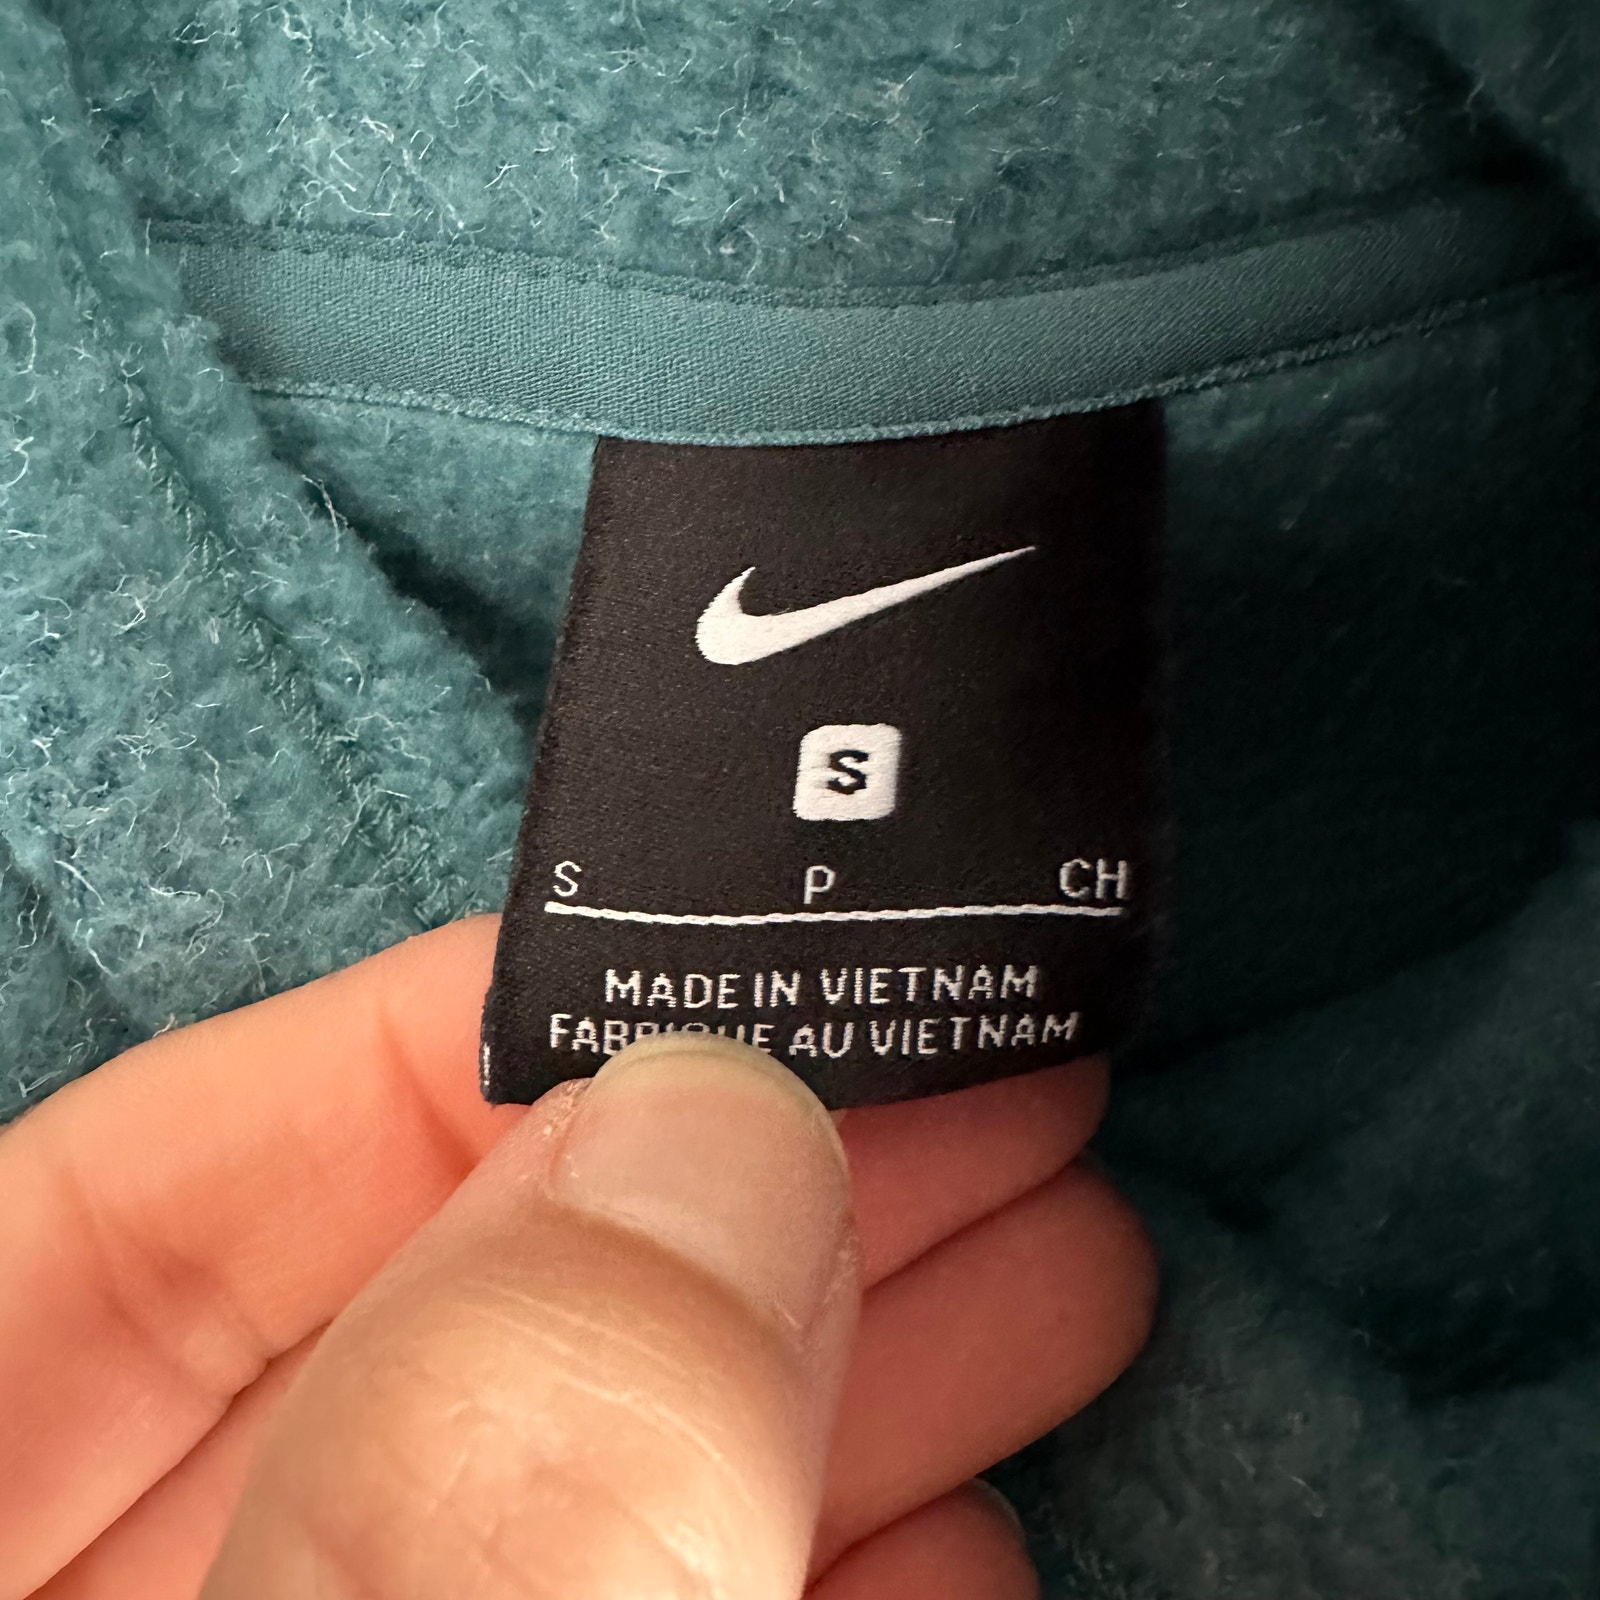 S
S P CH
MADE IN VIETNAM
FABRIQUE AU VIETNAM